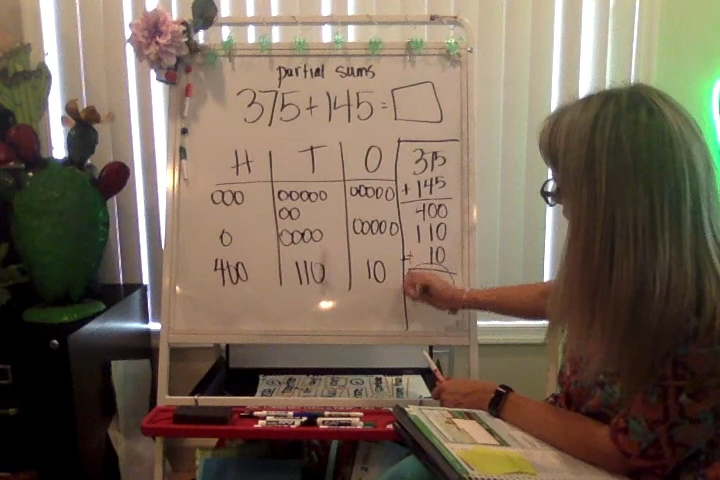 partial sums
375+145=
H T O
400 110 10
375
+145
400
110
+ 10